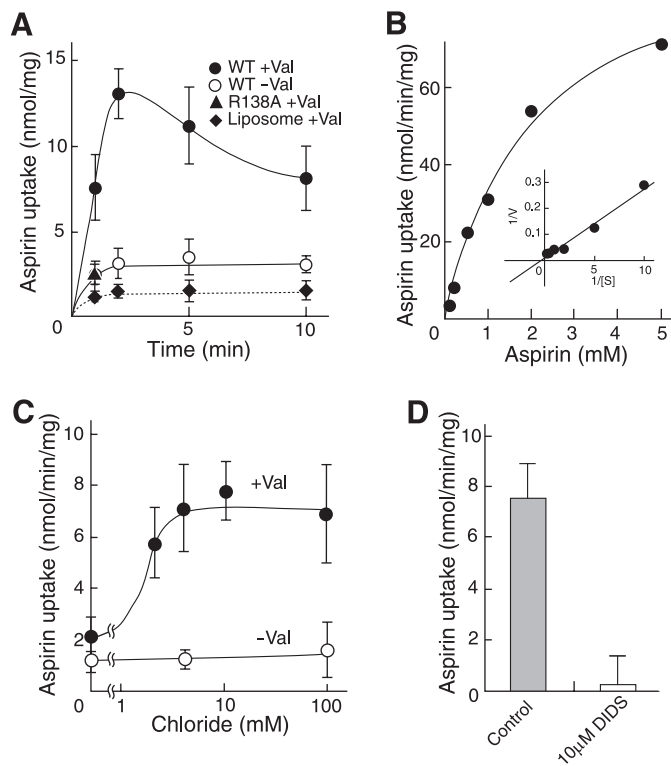 A
Aspirin uptake (nmol/mg)
15
10
5
0
5
10
Time (min)
WT +Val
WT –Val
R138A +Val
Liposome +Val
B
Aspirin uptake (nmol/min/mg)
60
40
20
0
0
1
2
3
4
5
Aspirin (mM)
1/V
0.3
0.2
0.1
0
5
10
1/[S]
C
Aspirin uptake (nmol/min/mg)
10
8
6
4
2
0
1
10
100
Chloride (mM)
+Val
–Val
D
Aspirin uptake (nmol/min/mg)
10
8
6
4
2
0
Control
10μM DIDS